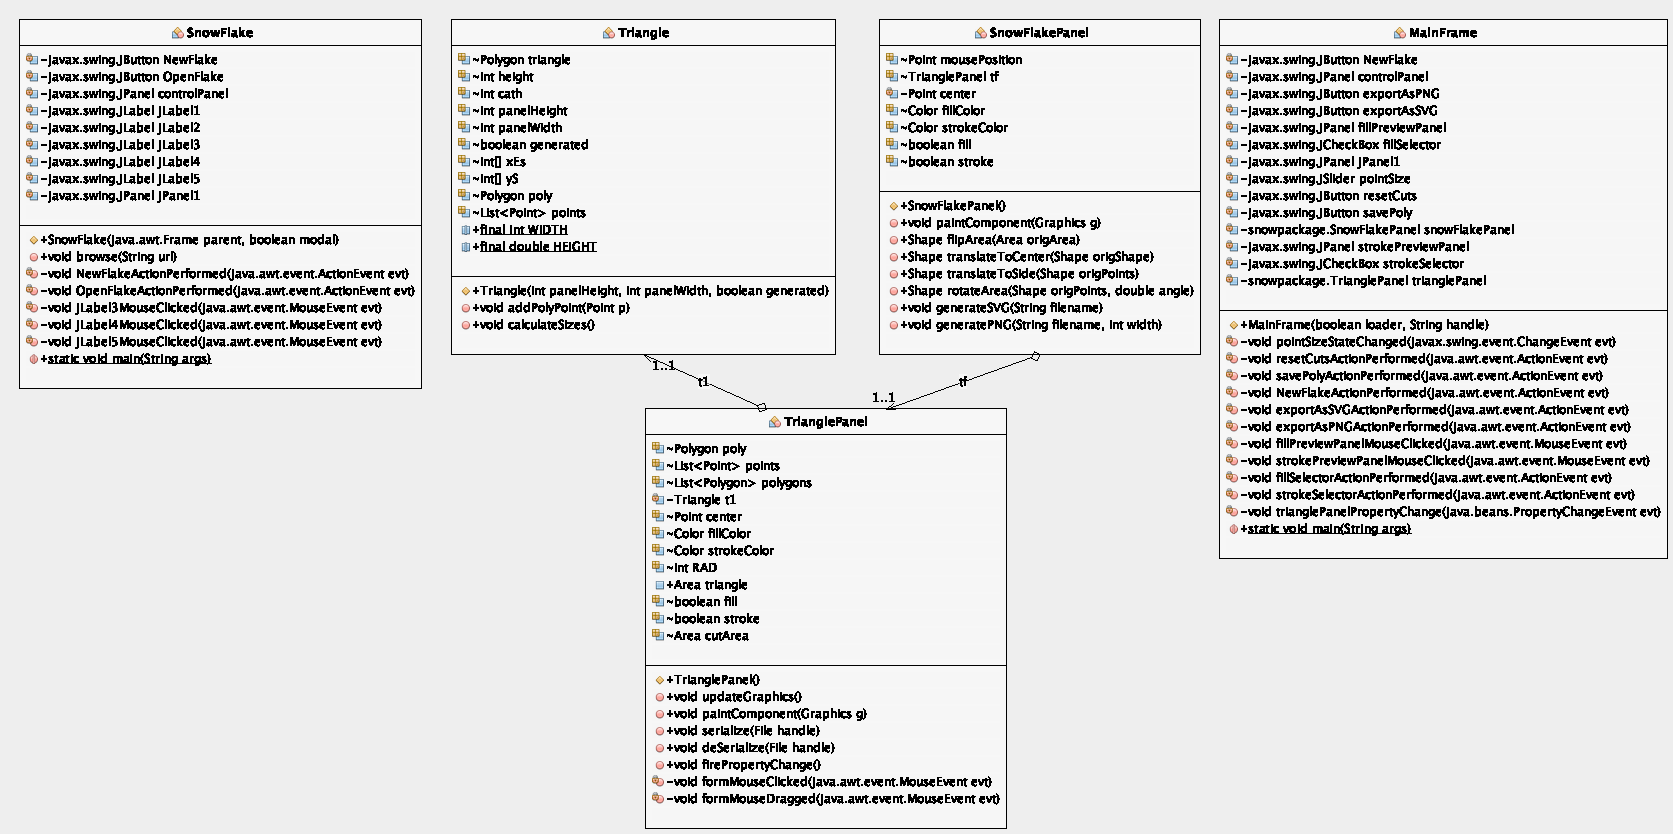 SnowFlake
-javax.swing.JButton NewFlake
-javax.swing.JButton OpenFlake
-javax.swing.JPanel controlPanel
-javax.swing.JLabel jLabel1
-javax.swing.JLabel jLabel2
-javax.swing.JLabel jLabel3
-javax.swing.JLabel jLabel4
-javax.swing.JLabel jLabel5
-javax.swing.JPanel jPanel1
+SnowFlake(java.awt.Frame parent, boolean modal)
+void browse(String url)
-void NewFlakeActionPerformed(java.awt.event.ActionEvent evt)
-void OpenFlakeActionPerformed(java.awt.event.ActionEvent evt)
-void jLabel3MouseClicked(java.awt.event.MouseEvent evt)
-void jLabel4MouseClicked(java.awt.event.MouseEvent evt)
-void jLabel5MouseClicked(java.awt.event.MouseEvent evt)
+static void main(String args)
Triangle
~Polygon triangle
~int height
~int cath
~int panelHeight
~int panelWidth
~boolean generated
~int[] xEs
~int[] yS
~Polygon poly
~List<Point> points
+final int WIDTH
+final double HEIGHT
+Triangle(int panelHeight, int panelWidth, boolean generated)
+void addPolyPoint(Point p)
+void calculateSizes()
SnowFlakePanel
~Point mousePosition
~TrianglePanel tf
-Point center
~Color fillColor
~Color strokeColor
~boolean fill
~boolean stroke
+SnowFlakePanel()
+void paintComponent(Graphics g)
+Shape flipArea(Area origArea)
+Shape translateToCenter(Shape origShape)
+Shape translateToSide(Shape origPoints)
+Shape rotateArea(Shape origPoints, double angle)
+void generateSVG(String filename)
+void generatePNG(String filename, int width)
MainFrame
-javax.swing.JButton NewFlake
-javax.swing.JPanel controlPanel
-javax.swing.JButton exportAsPNG
-javax.swing.JButton exportAsSVG
-javax.swing.JPanel fillPreviewPanel
-javax.swing.JCheckBox fillSelector
-javax.swing.JPanel jPanel1
-javax.swing.JSlider pointSize
-javax.swing.JButton resetCuts
-javax.swing.JButton savePoly
-snowpackage.SnowFlakePanel snowFlakePanel
-javax.swing.JPanel strokePreviewPanel
-javax.swing.JCheckBox strokeSelector
-snowpackage.TrianglePanel trianglePanel
+MainFrame(boolean loader, String handle)
-void pointSizeStateChanged(javax.swing.event.ChangeEvent evt)
-void resetCutsActionPerformed(java.awt.event.ActionEvent evt)
-void savePolyActionPerformed(java.awt.event.ActionEvent evt)
-void NewFlakeActionPerformed(java.awt.event.ActionEvent evt)
-void exportAsSVGActionPerformed(java.awt.event.ActionEvent evt)
-void exportAsPNGActionPerformed(java.awt.event.ActionEvent evt)
-void fillPreviewPanelMouseClicked(java.awt.event.MouseEvent evt)
-void strokePreviewPanelMouseClicked(java.awt.event.MouseEvent evt)
-void fillSelectorActionPerformed(java.awt.event.ActionEvent evt)
-void strokeSelectorActionPerformed(java.awt.event.ActionEvent evt)
-void trianglePanelPropertyChange(java.beans.PropertyChangeEvent evt)
+static void main(String args)
1..1
t1
tf
1..1
TrianglePanel
~Polygon poly
~List<Point> points
~List<Polygon> polygons
-Triangle t1
~Point center
~Color fillColor
~Color strokeColor
~int RAD
+Area triangle
~boolean fill
~boolean stroke
~Area cutArea
+TrianglePanel()
+void updateGraphics()
+void paintComponent(Graphics g)
+void serialize(File handle)
+void deSerialize(File handle)
+void firePropertyChange()
-void formMouseClicked(java.awt.event.MouseEvent evt)
-void formMouseDragged(java.awt.event.MouseEvent evt)